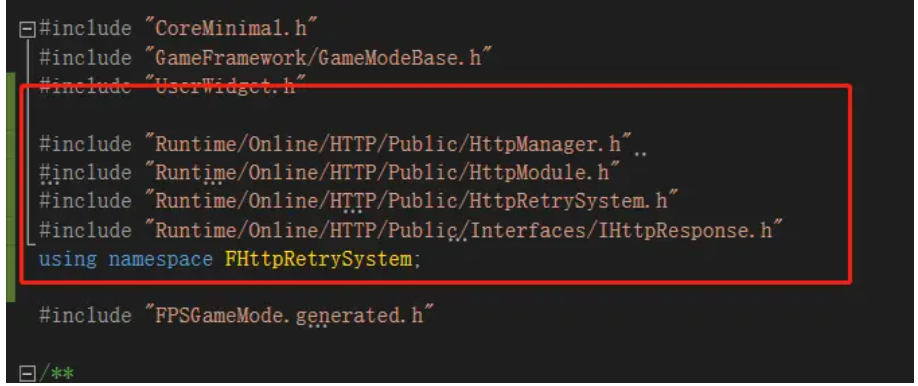 #include "CoreMinimal.h"
#include "GameFramework/GameModeBase.h"
#include "UserWidget.h"
#include "Runtime/Online/HTTP/Public/HttpManager.h"
#include "Runtime/Online/HTTP/Public/HttpModule.h"
#include "Runtime/Online/HTTP/Public/HttpRetrySystem.h"
#include "Runtime/Online/HTTP/Public/Interfaces/IHttpResponse.h"
using namespace FHttpRetrySystem;
#include "FPSGameMode.generated.h"
/**